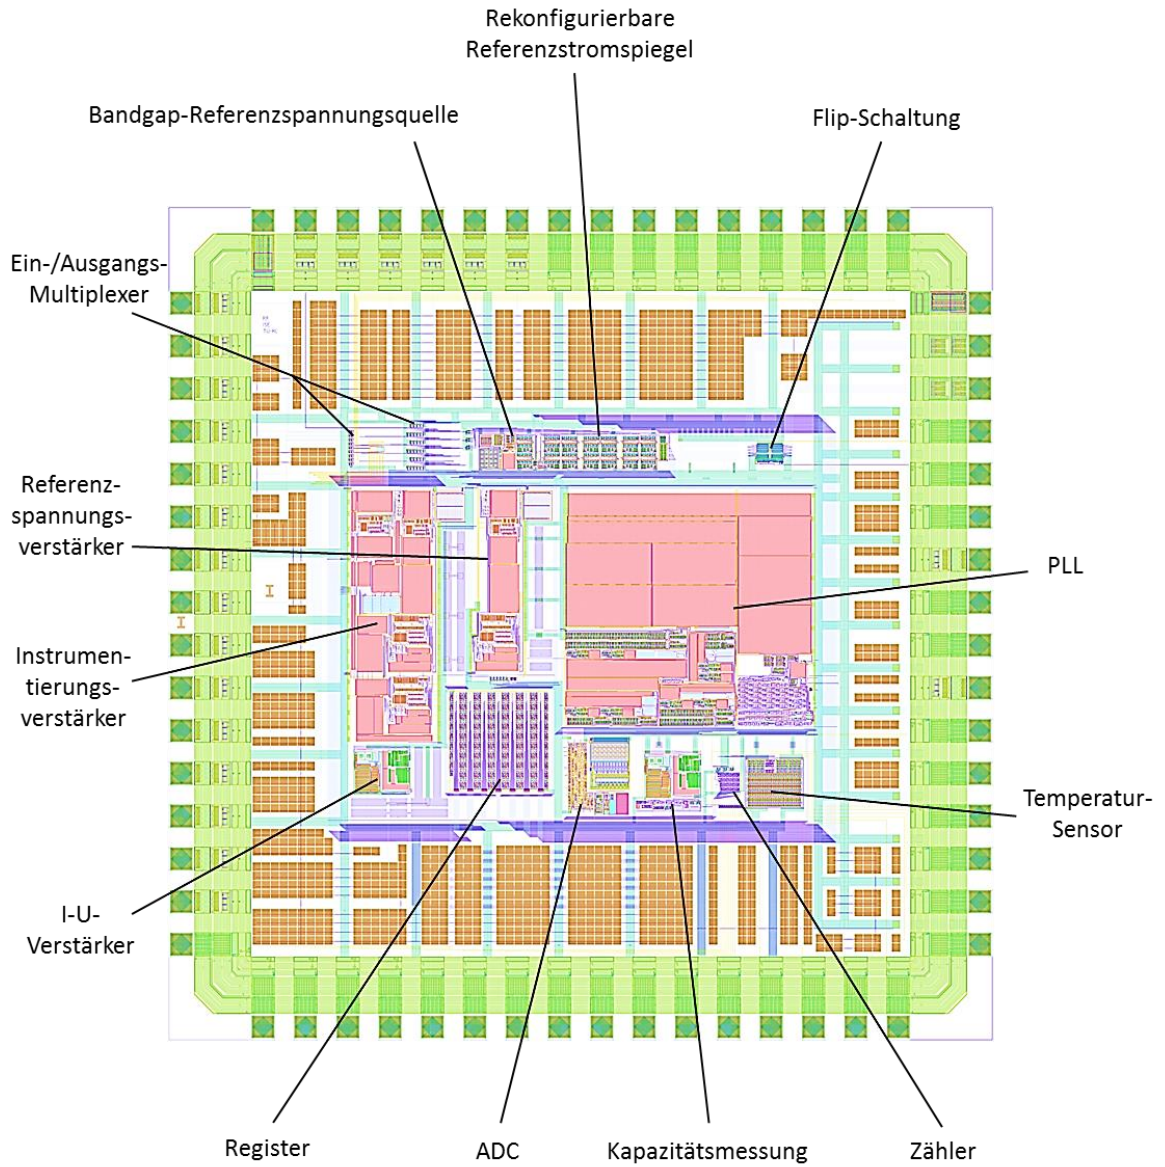 Rekonfigurierbare
Referenzstromspiegel
Bandgap-Referenzspannungsquelle
Flip-Schaltung
Ein-/Ausgangs-
Multiplexer
Referenz-
spannungs-
verstärker
PLL
Instrumen-
tierungs-
verstärker
Temperatur-
Sensor
I-U-
Verstärker
Register
ADC
Kapazitätsmessung
Zähler